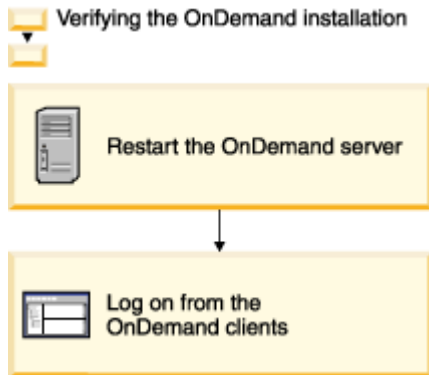 Verifying the OnDemand installation
Restart the OnDemand server
Log on from the
OnDemand clients